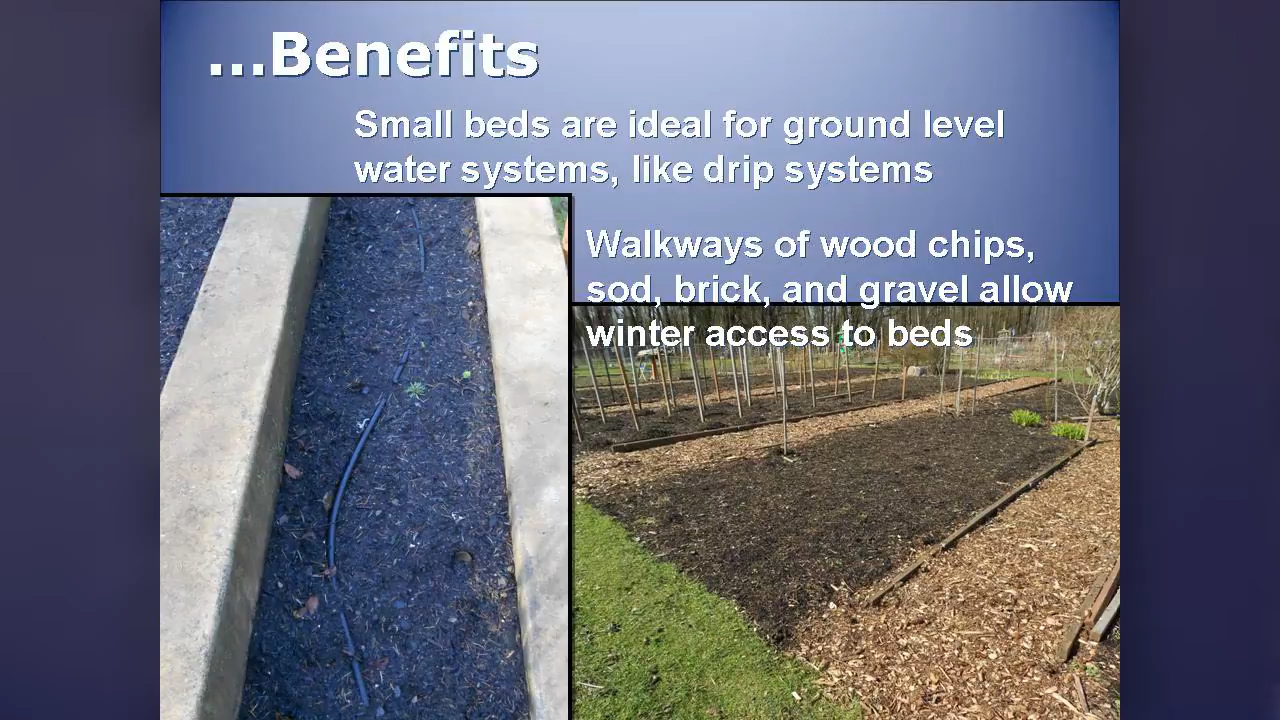 ...Benefits
Small beds are ideal for ground level
water systems, like drip systems
Walkways of wood chips,
sod, brick, and gravel allow
winter access to beds